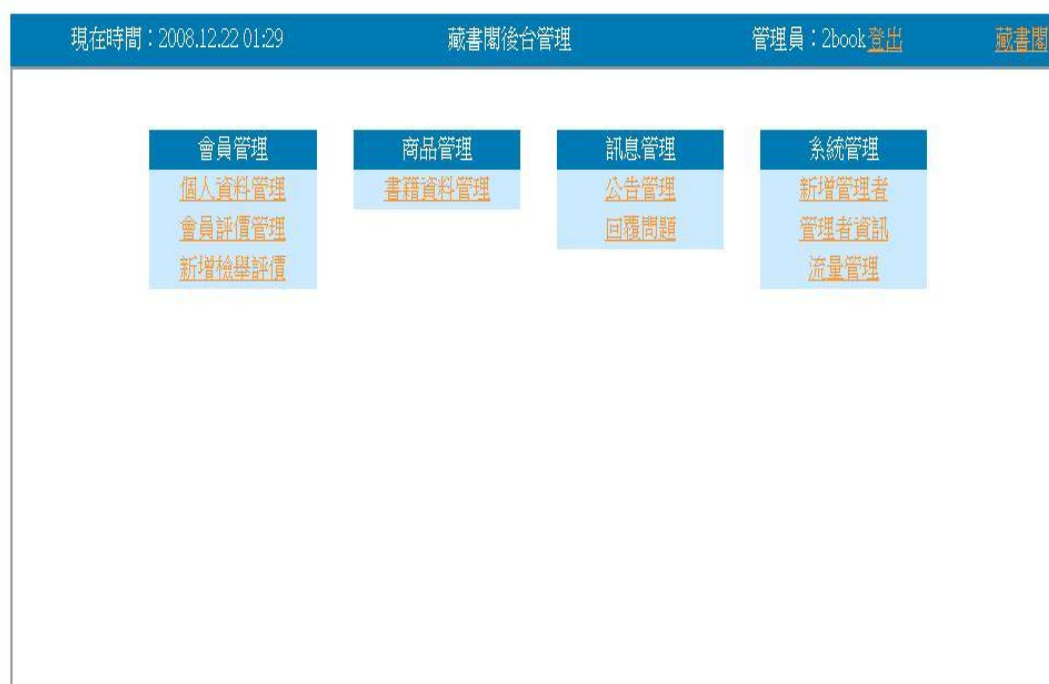 現在時間：2008.12.22 01:29 藏書閣後台管理 管理員：2book登出 藏書閣
會員管理 商品管理 訊息管理 系統管理
個人資料管理 書籍資料管理 公告管理 新增管理者
會員評價管理 回覆問題 管理者資訊
新增檢舉評價 流量管理